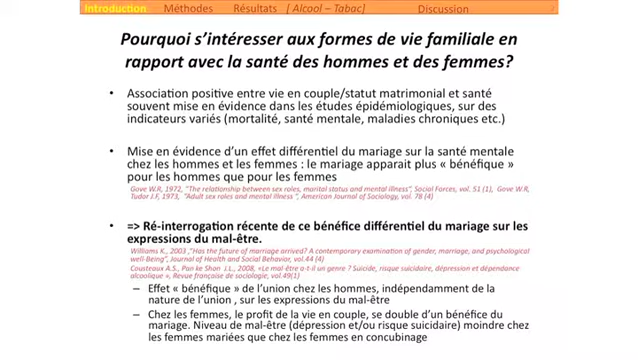 Introduction Méthodes Résultats [ Alcool – Tabac] Discussion
Pourquoi s’intéresser aux formes de vie familiale en
rapport avec la santé des hommes et des femmes?
• Association positive entre vie en couple/statut matrimonial et santé
souvent mise en évidence dans les études épidémiologiques, sur des
indicateurs variés (mortalité, santé mentale, maladies chroniques etc.)
• Mise en évidence d’un effet différentiel du mariage sur la santé mentale
chez les hommes et les femmes : le mariage apparait plus « bénéfique »
pour les hommes que pour les femmes
Gove W.R, 1972, "The relationship between sex roles, marital status and mental illness", Social Forces, vol. 51 (1), Gove W.R,
Tudor J.F, 1973, "Adult sex roles and mental illness ", American Journal of Sociology, vol. 78 (4)
• => Ré-interrogation récente de ce bénéfice différentiel du mariage sur les
expressions du mal-être.
Williams K., 2003 ,"Has the future of marriage arrived? A contemporary examination of gender, marriage, and psychological
well-Being", Journal of Health and Social Behavior, vol.44 (4)
Cousteaux A.S., Pan ke Shon J.L., 2008, «Le mal-être a-t-il un genre ? Suicide, risque suicidaire, dépression et dépendance
alcoolique », Revue française de sociologie, vol.49(1)
– Effet « bénéfique » de l’union chez les hommes, indépendamment de la
nature de l’union , sur les expressions du mal-être
– Chez les femmes, le profit de la vie en couple, se double d’un bénéfice du
mariage. Niveau de mal-être (dépression et/ou risque suicidaire) moindre chez
les femmes mariées que chez les femmes en concubinage